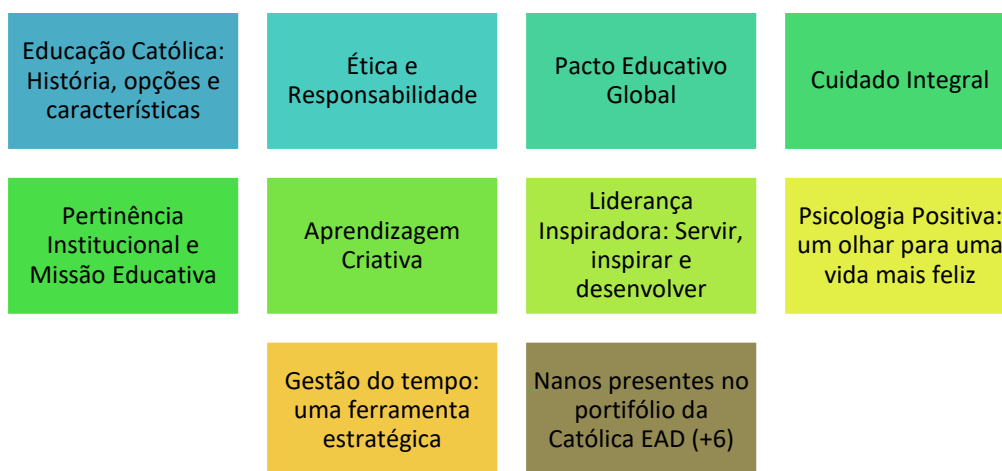 Educação Católica:
História, opções e
características
Ética e
Responsabilidade
Pacto Educativo
Global
Cuidado Integral
Pertinência
Institucional e
Missão Educativa
Aprendizagem
Criativa
Liderança
Inspiradora: Servir,
inspirar e
desenvolver
Psicologia Positiva:
um olhar para uma
vida mais feliz
Gestão do tempo:
uma ferramenta
estratégica
Nanos presentes no
portifólio da
Católica EAD (+6)